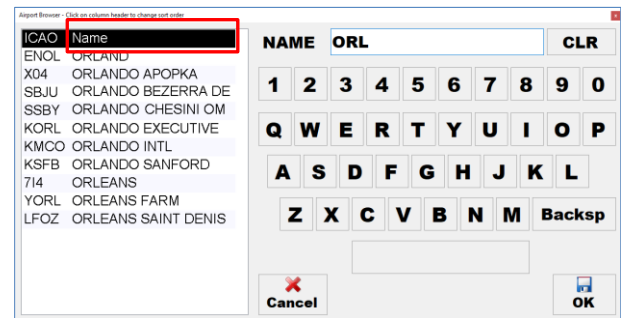 Airport Browser - Click on column header to change sort order
ICAO Name
ENOL ORLAND
X04 ORLANDO APOPKA
SBJU ORLANDO BEZERRA DE
SSBY ORLANDO CHESINI OM
KORL ORLANDO EXECUTIVE
KMCO ORLANDO INTL
KSFB ORLANDO SANFORD
7I4 ORLEANS
YORL ORLEANS FARM
LFOZ ORLEANS SAINT DENIS
NAME ORL CLR
1 2 3 4 5 6 7 8 9 0
Q W E R T Y U I O P
A S D F G H J K L
Z X C V B N M Backsp
Cancel OK